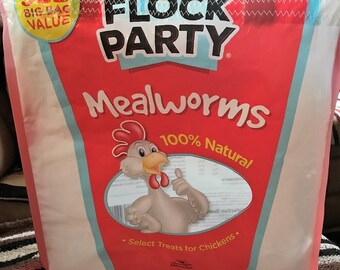 BIG BAG
VALUE
FLOCK
PARTY®
Mealworms
100% Natural
• Select Treats for Chickens •